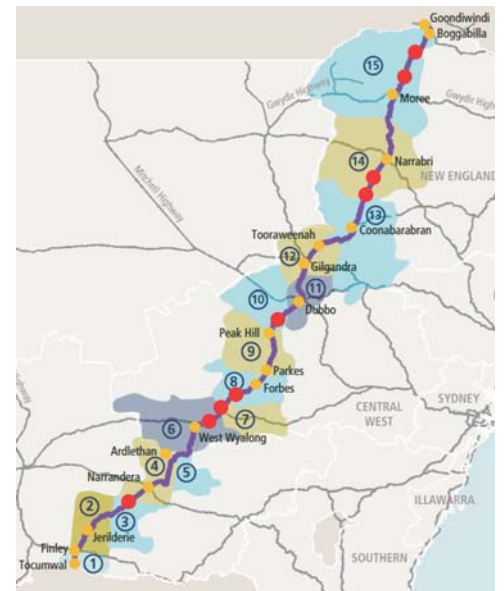 Goondiwindi
Boggabilla
15
Gwydir Highway
Moree
Gwydir High
Mitchell Highway
14
Narrabri
NEW ENGLAND
13
Coonabarabran
Tooraweenah
12
Gilgandra
11
10
Dubbo
Peak Hill
9
Parkes
8
Forbes
7
CENTRAL
WEST
SYDNEY
6
West Wyalong
Ardlethan
4
5
Narrandera
ILLAWARRA
2
3
Jerilderie
Finley
Tocumwal
1
SOUTHERN